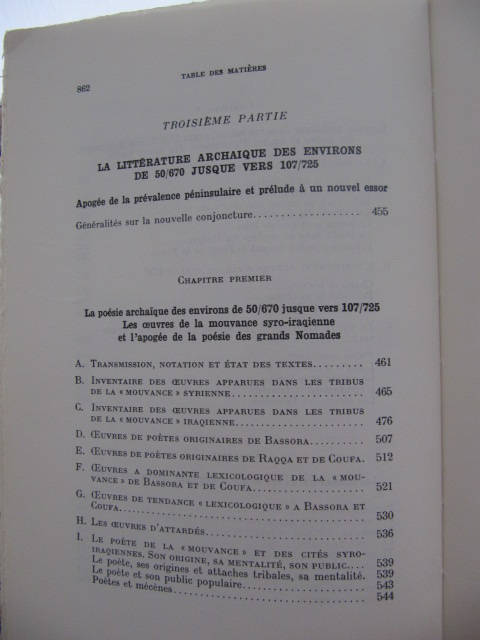 862
TABLE DES MATIÈRES
TROISIÈME PARTIE
LA LITTÉRATURE ARCHAIQUE DES ENVIRONS
DE 50/670 JUSQUE VERS 107/725
Apogée de la prévalence péninsulaire et prélude à un nouvel essor
Généralités sur la nouvelle conjoncture................... 455
CHAPITRE PREMIER
La poésie archaïque des environs de 50/670 jusque vers 107/725
Les œuvres de la mouvance syro-iraqienne
et l'apogée de la poésie des grands Nomades
A. TRANSMISSION, NOTATION ET ÉTAT DES TEXTES......... 461
B. INVENTAIRE DES ŒUVRES APPARUES DANS LES TRIBUS
DE LA « MOUVANCE » SYRIENNE....................... 465
C. INVENTAIRE DES ŒUVRES APPARUES DANS LES TRIBUS
DE LA « MOUVANCE » IRAQIENNE...................... 476
D. ŒUVRES DE POÈTES ORIGINAIRES DE BASSORA.......... 507
E. ŒUVRES DE POÈTES ORIGINAIRES DE RAQQA ET DE COUFA. 512
F. ŒUVRES A DOMINANTE LEXICOLOGIQUE DE LA « MOU-
VANCE » DE BASSORA ET DE COUFA.................... 521
G. ŒUVRES DE TENDANCE « LEXICOLOGIQUE » A BASSORA ET
COUFA............................................. 530
H. LES ŒUVRES D'ATTARDÉS............................ 536
I. LE POÈTE DE LA « MOUVANCE » ET DES CITÉS SYRO-
IRAQIENNES. SON ORIGINE, SA MENTALITÉ, SON PUBLIC.... 539
Le poète, ses origines et attaches tribales, sa mentalité. 539
Le poète et son public populaire.................... 543
Poètes et mécènes................................... 544